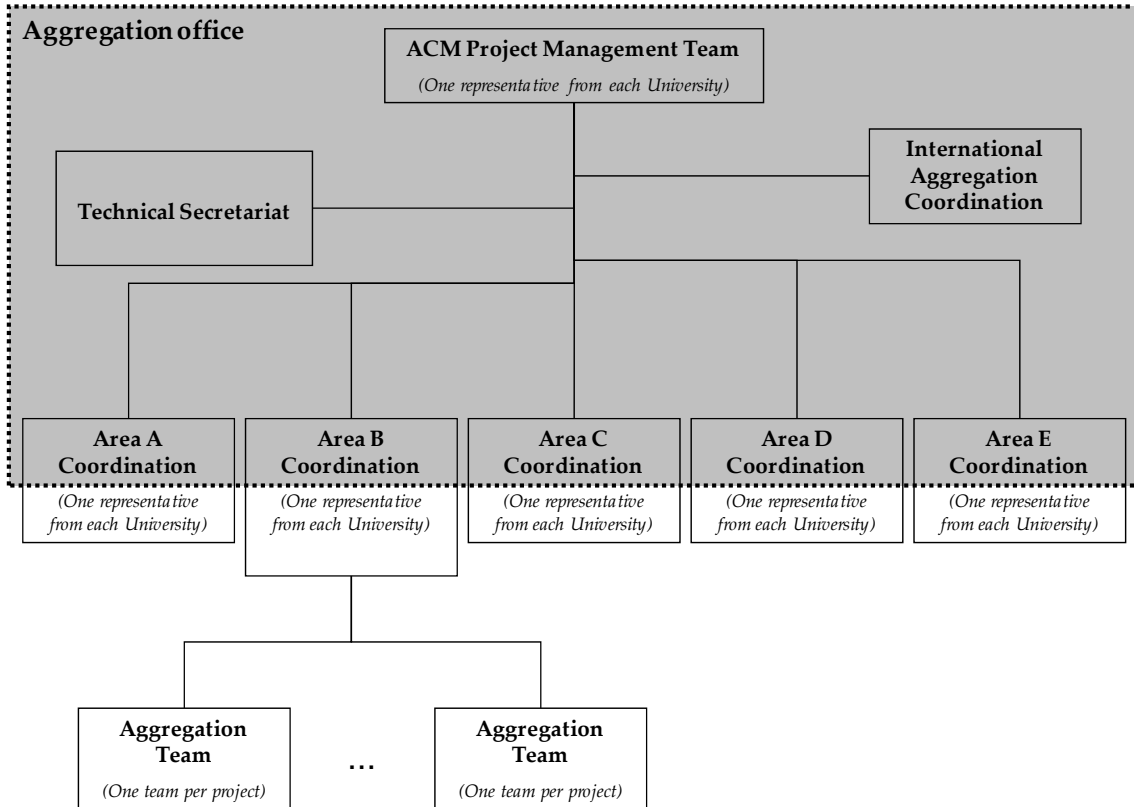 Aggregation office
ACM Project Management Team
(One representative from each University)
International
Aggregation
Coordination
Technical Secretariat
Area A
Coordination
(One representative
from each University)
Area B
Coordination
(One representative
from each University)
Area C
Coordination
(One representative
from each University)
Area D
Coordination
(One representative
from each University)
Area E
Coordination
(One representative
from each University)
Aggregation
Team
(One team per project)
...
Aggregation
Team
(One team per project)